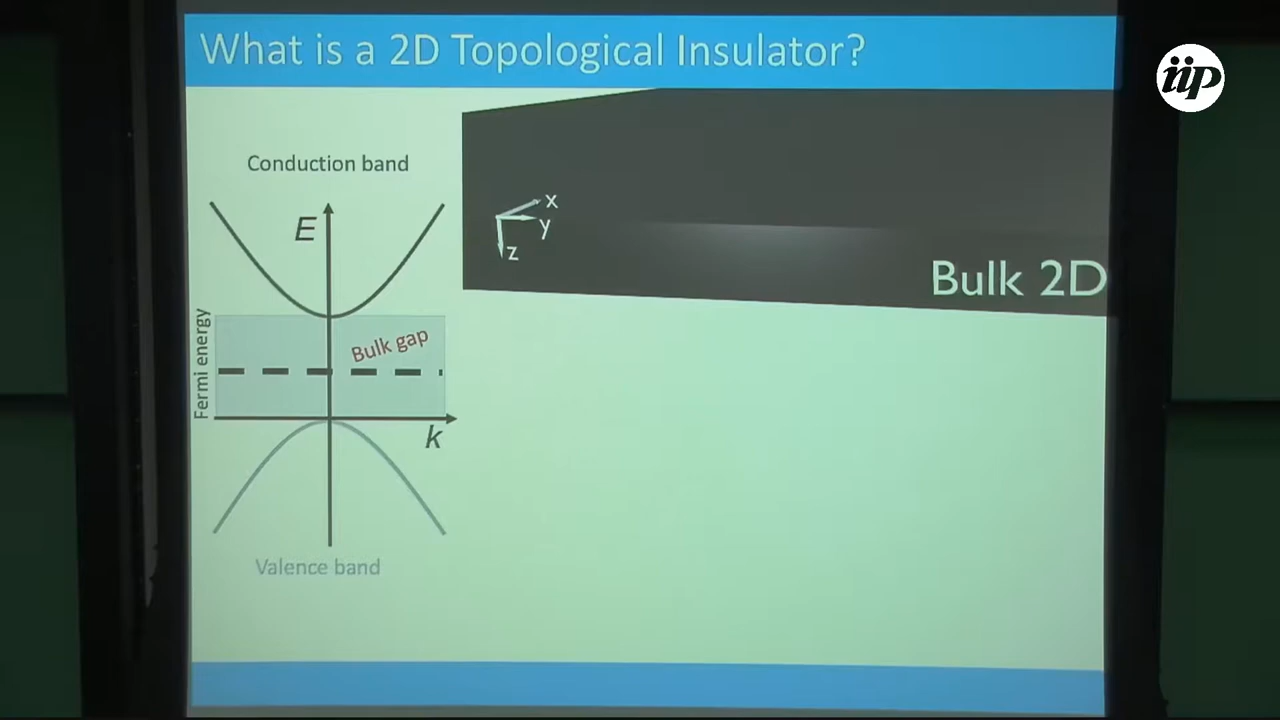 What is a 2D Topological Insulator?
iip
Conduction band
E
x
y
z
Bulk 2D
Fermi energy
Bulk gap
k
Valence band